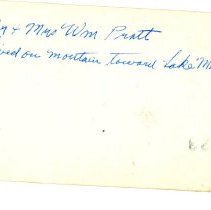 + Mrs Wm Pratt
on mountain toward Lake M